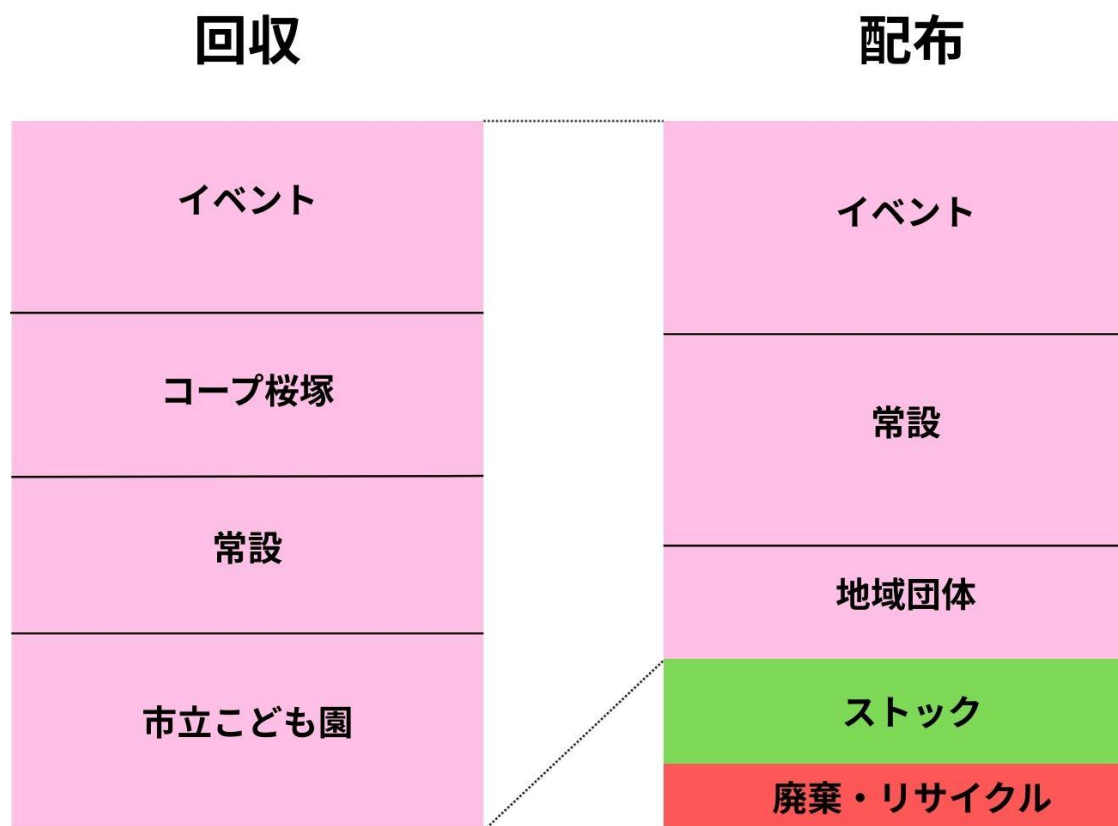 回収
配布
イベント
コープ桜塚
常設
市立こども園
イベント
常設
地域団体
ストック
廃棄・リサイクル